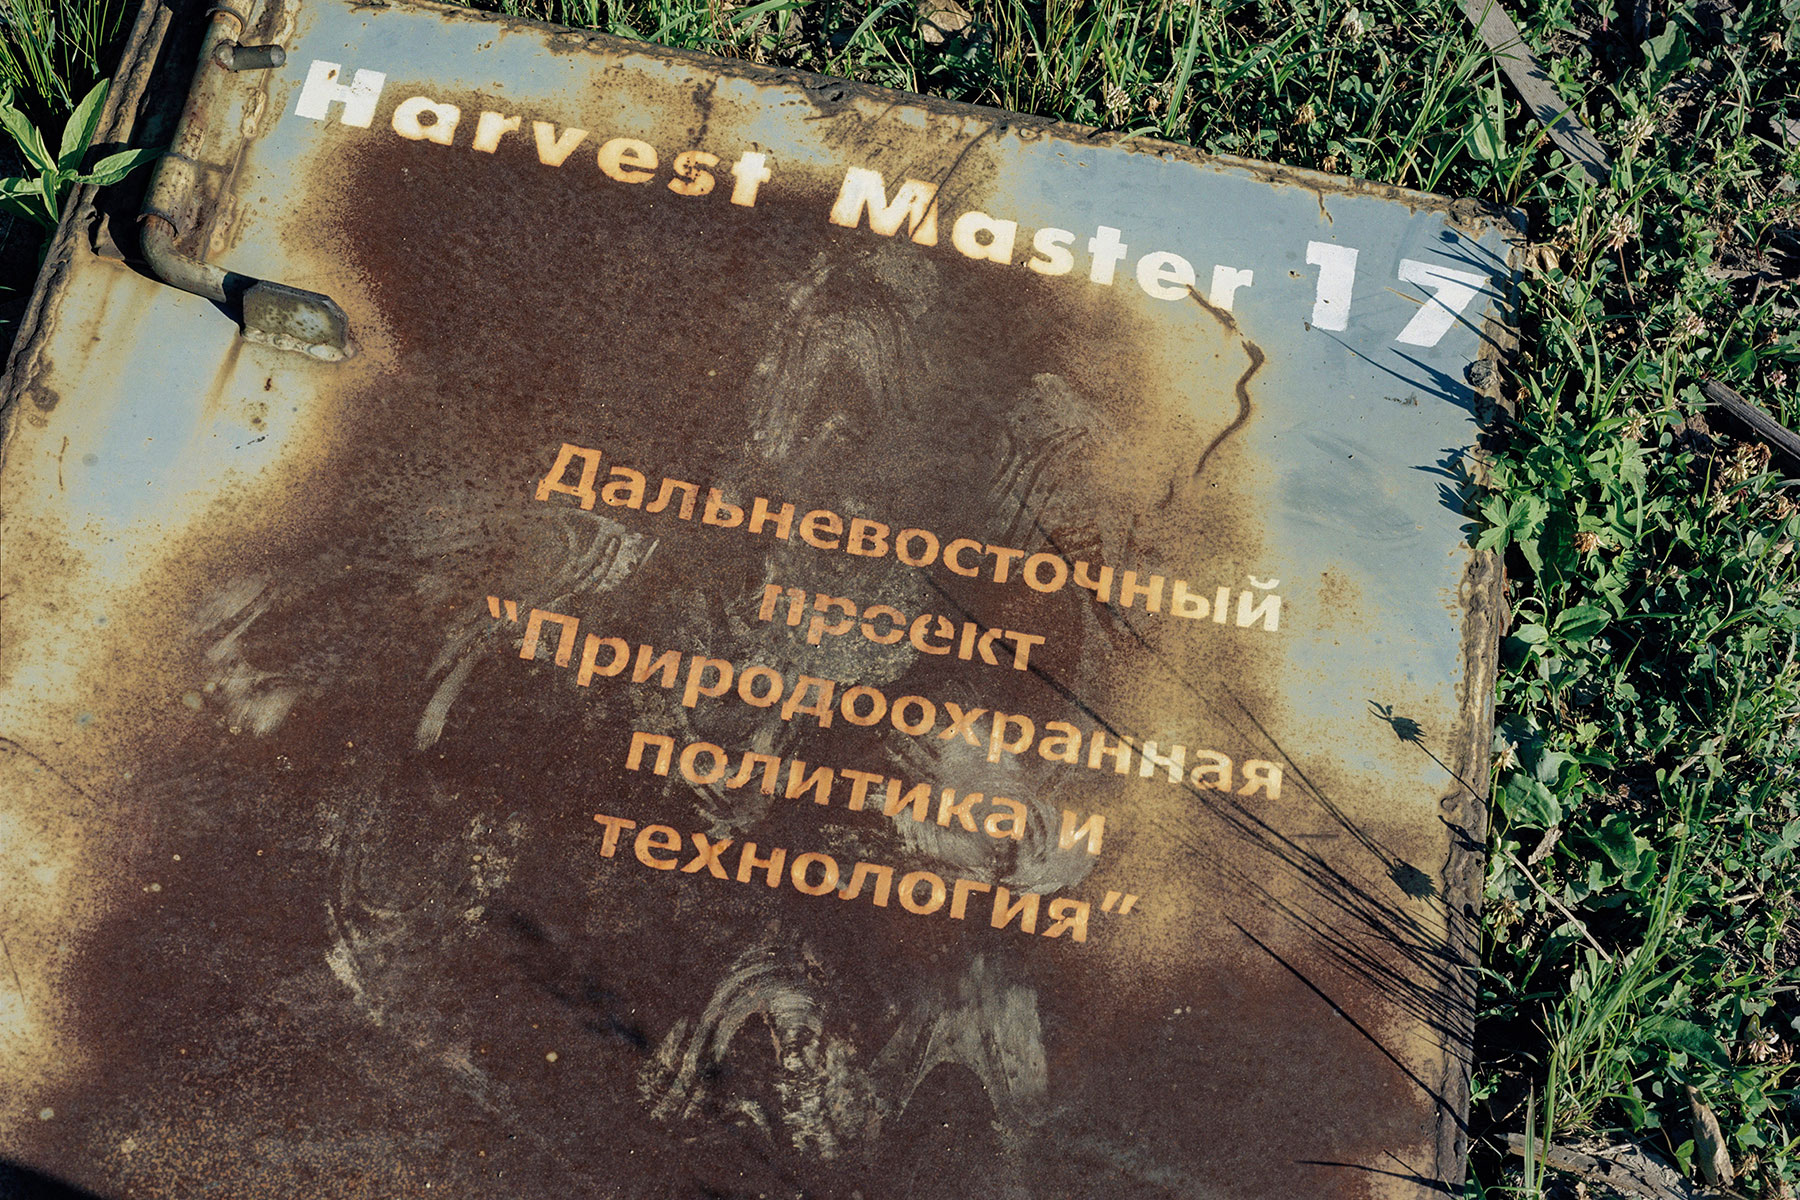 Harvest Master 17
Дальневосточный
проект
"Природоохранная
политика и
технология"